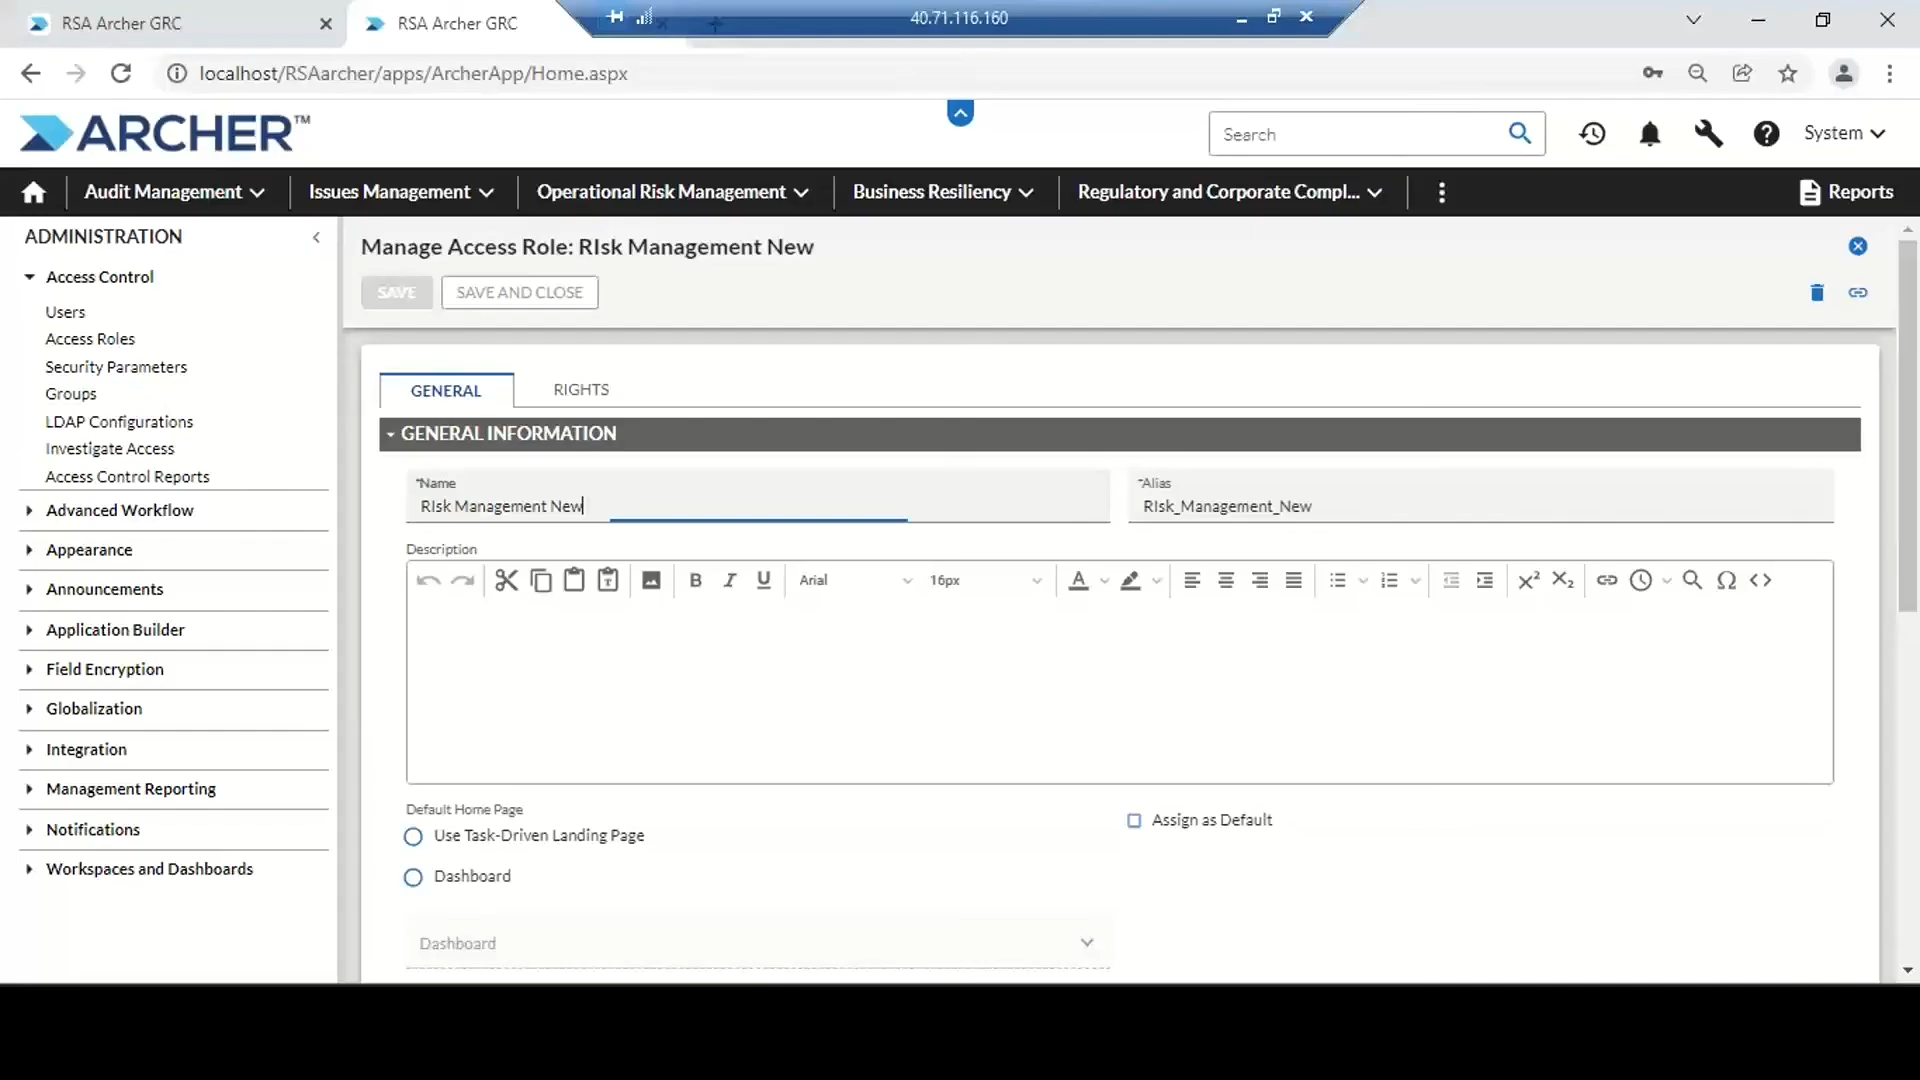 RSA Archer GRC
RSA Archer GRC
40.71.116.160
localhost/RSAarcher/apps/ArcherApp/Home.aspx
ARCHER™
Search
System
Audit Management
Issues Management
Operational Risk Management
Business Resiliency
Regulatory and Corporate Compl...
Reports
ADMINISTRATION
Access Control
Users
Access Roles
Security Parameters
Groups
LDAP Configurations
Investigate Access
Access Control Reports
Advanced Workflow
Appearance
Announcements
Application Builder
Field Encryption
Globalization
Integration
Management Reporting
Notifications
Workspaces and Dashboards
Manage Access Role: RIsk Management New
SAVE
SAVE AND CLOSE
GENERAL
RIGHTS
GENERAL INFORMATION
*Name
RIsk Management New
*Alias
RIsk_Management_New
Description
B I U
Arial
16px
A
X² X₂
Ω
Default Home Page
Use Task-Driven Landing Page
Assign as Default
Dashboard
Dashboard